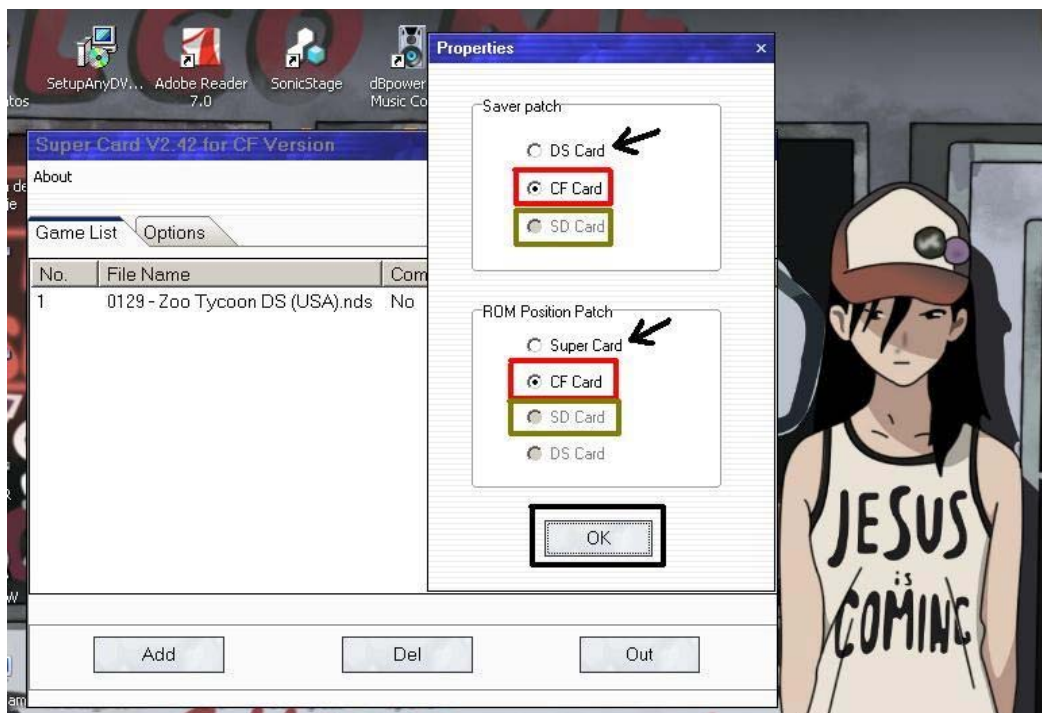 SetupAnyDV...
Adobe Reader
7.0
SonicStage
dBpower
Music Co
tos
Properties
Super Card V2.42 for CF Version
About
Game List
Options
No.
File Name
Com
1
0129 - Zoo Tycoon DS (USA).nds
No
Saver patch
DS Card
CF Card
SD Card
ROM Position Patch
Super Card
CF Card
SD Card
DS Card
OK
Add
Del
Out
JESUS
is
COMING